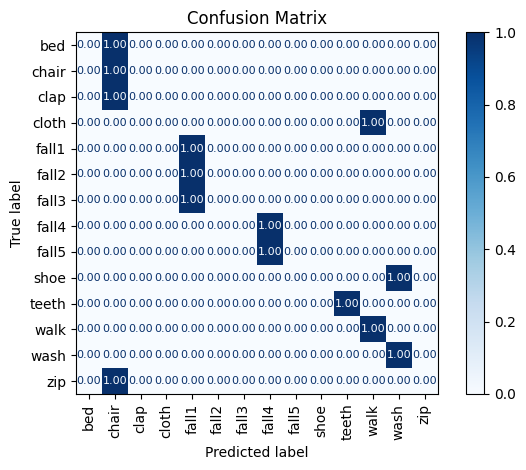 Confusion Matrix
True label
bed 0.00 1.00 0.00 0.00 0.00 0.00 0.00 0.00 0.00 0.00 0.00 0.00 0.00 0.00
chair 0.00 1.00 0.00 0.00 0.00 0.00 0.00 0.00 0.00 0.00 0.00 0.00 0.00 0.00
clap 0.00 1.00 0.00 0.00 0.00 0.00 0.00 0.00 0.00 0.00 0.00 0.00 0.00 0.00
cloth 0.00 0.00 0.00 0.00 0.00 0.00 0.00 0.00 0.00 0.00 0.00 1.00 0.00 0.00
fall1 0.00 0.00 0.00 0.00 1.00 0.00 0.00 0.00 0.00 0.00 0.00 0.00 0.00 0.00
fall2 0.00 0.00 0.00 0.00 1.00 0.00 0.00 0.00 0.00 0.00 0.00 0.00 0.00 0.00
fall3 0.00 0.00 0.00 0.00 1.00 0.00 0.00 0.00 0.00 0.00 0.00 0.00 0.00 0.00
fall4 0.00 0.00 0.00 0.00 0.00 0.00 0.00 1.00 0.00 0.00 0.00 0.00 0.00 0.00
fall5 0.00 0.00 0.00 0.00 0.00 0.00 0.00 1.00 0.00 0.00 0.00 0.00 0.00 0.00
shoe 0.00 0.00 0.00 0.00 0.00 0.00 0.00 0.00 0.00 0.00 0.00 0.00 1.00 0.00
teeth 0.00 0.00 0.00 0.00 0.00 0.00 0.00 0.00 0.00 0.00 1.00 0.00 0.00 0.00
walk 0.00 0.00 0.00 0.00 0.00 0.00 0.00 0.00 0.00 0.00 0.00 1.00 0.00 0.00
wash 0.00 0.00 0.00 0.00 0.00 0.00 0.00 0.00 0.00 0.00 0.00 0.00 1.00 0.00
zip 0.00 1.00 0.00 0.00 0.00 0.00 0.00 0.00 0.00 0.00 0.00 0.00 0.00 0.00
bed chair clap cloth fall1 fall2 fall3 fall4 fall5 shoe teeth walk wash zip
Predicted label
1.0
0.8
0.6
0.4
0.2
0.0